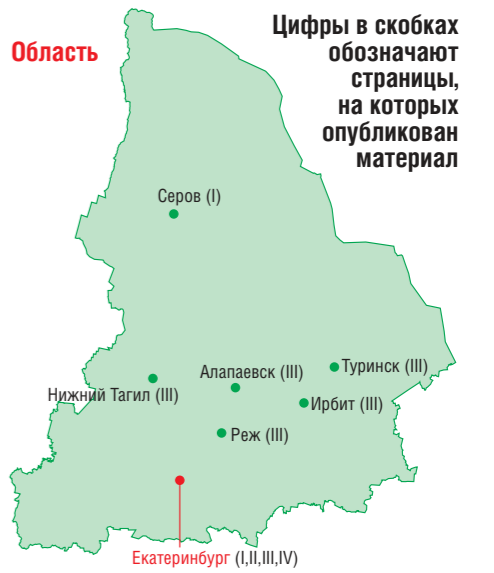 Область
Цифры в скобках
обозначают
страницы,
на которых
опубликован
материал
Серов (I)
Туринск (III)
Алапаевск (III)
Нижний Тагил (III)
Ирбит (III)
Реж (III)
Екатеринбург (I,II,III,IV)